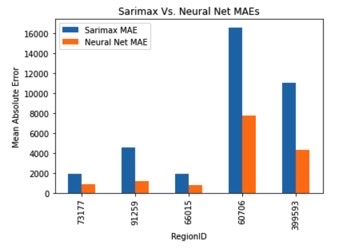 Sarimax Vs. Neural Net MAEs
Sarimax MAE
Neural Net MAE
Mean Absolute Error
16000
14000
12000
10000
8000
6000
4000
2000
0
73177
91259
66015
60706
399593
RegionID